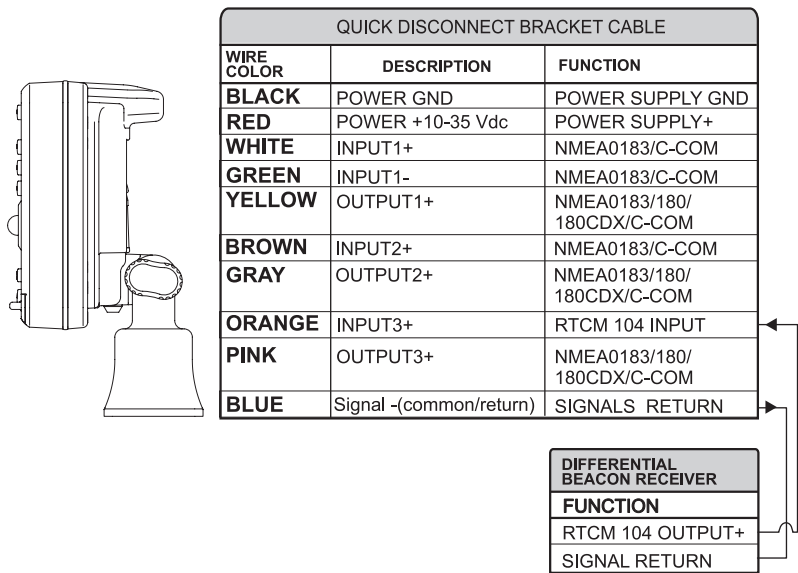 QUICK DISCONNECT BRACKET CABLE
WIRE COLOR DESCRIPTION FUNCTION
BLACK POWER GND POWER SUPPLY GND
RED POWER +10-35 Vdc POWER SUPPLY+
WHITE INPUT1+ NMEA0183/C-COM
GREEN INPUT1- NMEA0183/C-COM
YELLOW OUTPUT1+ NMEA0183/180/
180CDX/C-COM
BROWN INPUT2+ NMEA0183/C-COM
GRAY OUTPUT2+ NMEA0183/180/
180CDX/C-COM
ORANGE INPUT3+ RTCM 104 INPUT
PINK OUTPUT3+ NMEA0183/180/
180CDX/C-COM
BLUE Signal -(common/return) SIGNALS RETURN
DIFFERENTIAL
BEACON RECEIVER
FUNCTION
RTCM 104 OUTPUT+
SIGNAL RETURN